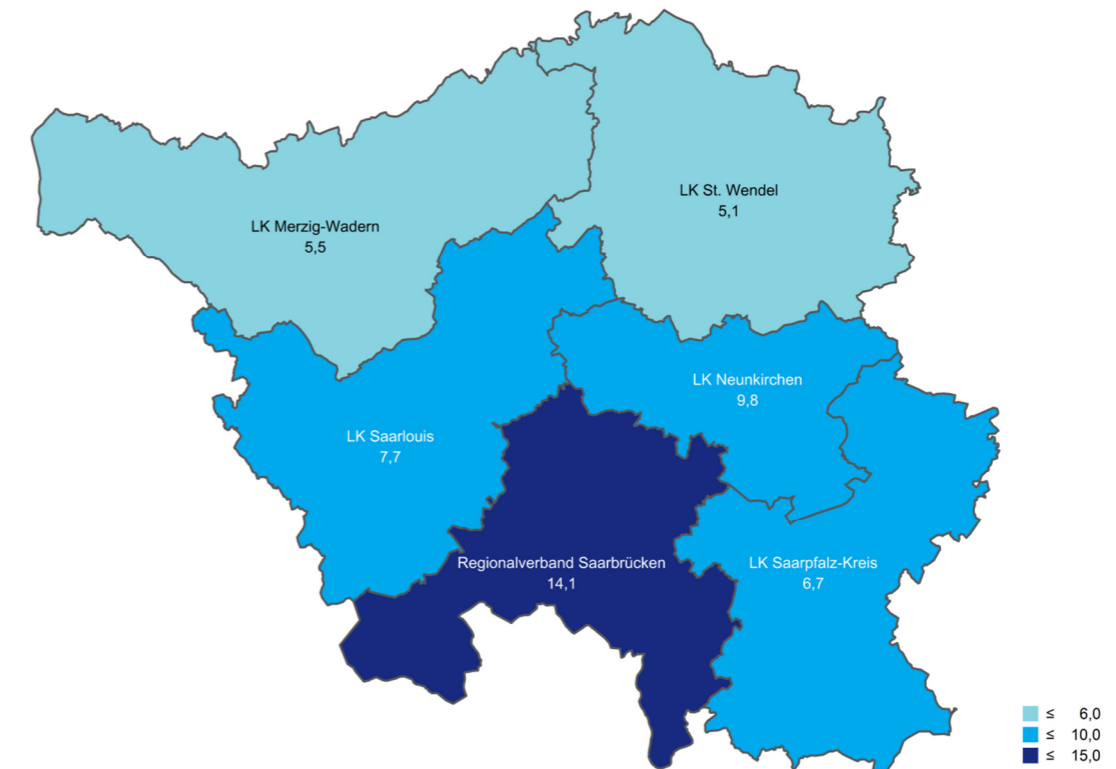 LK St. Wendel
5,1
LK Merzig-Wadern
5,5
LK Neunkirchen
9,8
LK Saarlouis
7,7
Regionalverband Saarbrücken
14,1
LK Saarpfalz-Kreis
6,7
≤ 6,0
≤ 10,0
≤ 15,0